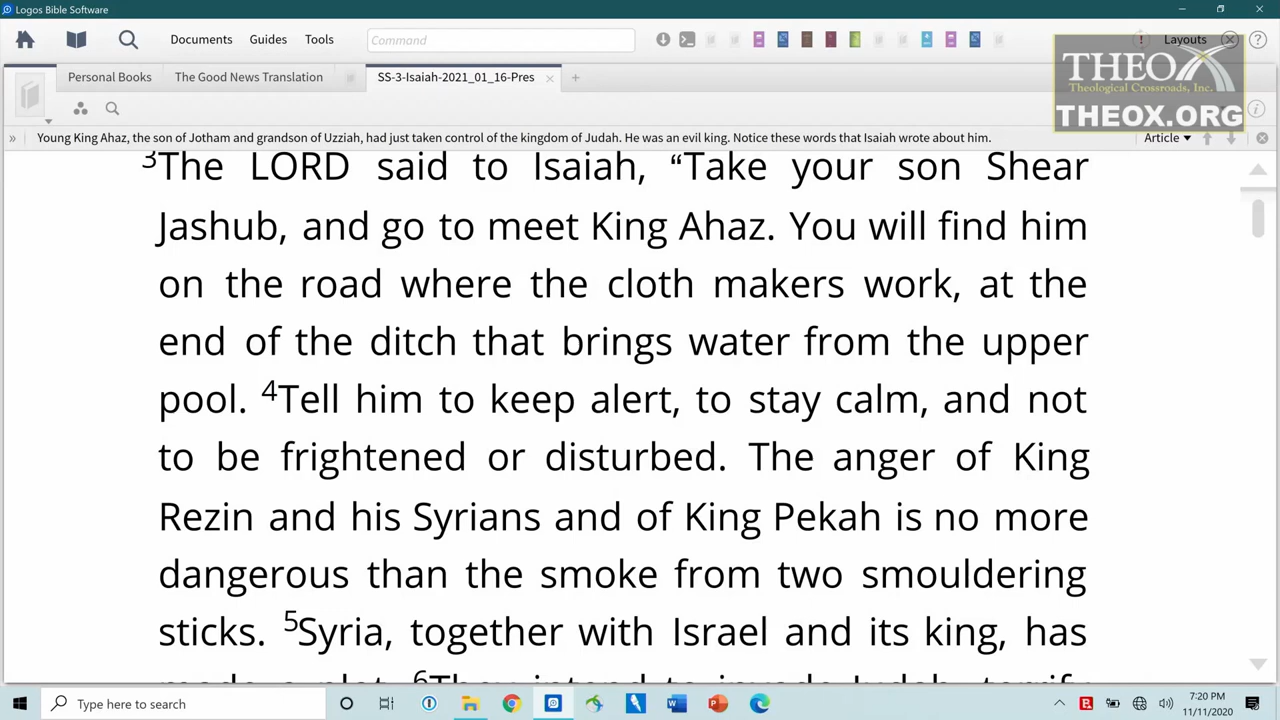 Logos Bible Software
Documents Guides Tools Command Layouts
THEOX
Theological Crossroads, Inc.
THEOX.ORG
Personal Books The Good News Translation SS-3-Isaiah-2021_01_16-Pres
» Young King Ahaz, the son of Jotham and grandson of Uzziah, had just taken control of the kingdom of Judah. He was an evil king. Notice these words that Isaiah wrote about him. Article
3The LORD said to Isaiah, “Take your son Shear
Jashub, and go to meet King Ahaz. You will find him
on the road where the cloth makers work, at the
end of the ditch that brings water from the upper
pool. 4Tell him to keep alert, to stay calm, and not
to be frightened or disturbed. The anger of King
Rezin and his Syrians and of King Pekah is no more
dangerous than the smoke from two smouldering
sticks. 5Syria, together with Israel and its king, has
made a plot. 6They intend to invade Judah, terrify
Type here to search
7:20 PM
11/11/2020